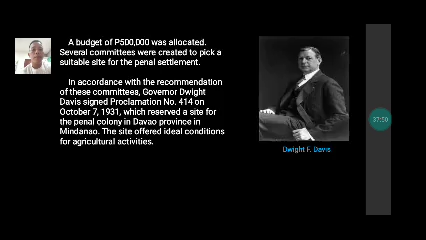 A budget of P500,000 was allocated.
Several committees were created to pick a
suitable site for the penal settlement.
In accordance with the recommendation
of these committees, Governor Dwight
Davis signed Proclamation No. 414 on
October 7, 1931, which reserved a site for
the penal colony in Davao province in
Mindanao. The site offered ideal conditions
for agricultural activities.
Dwight F. Davis
37:50